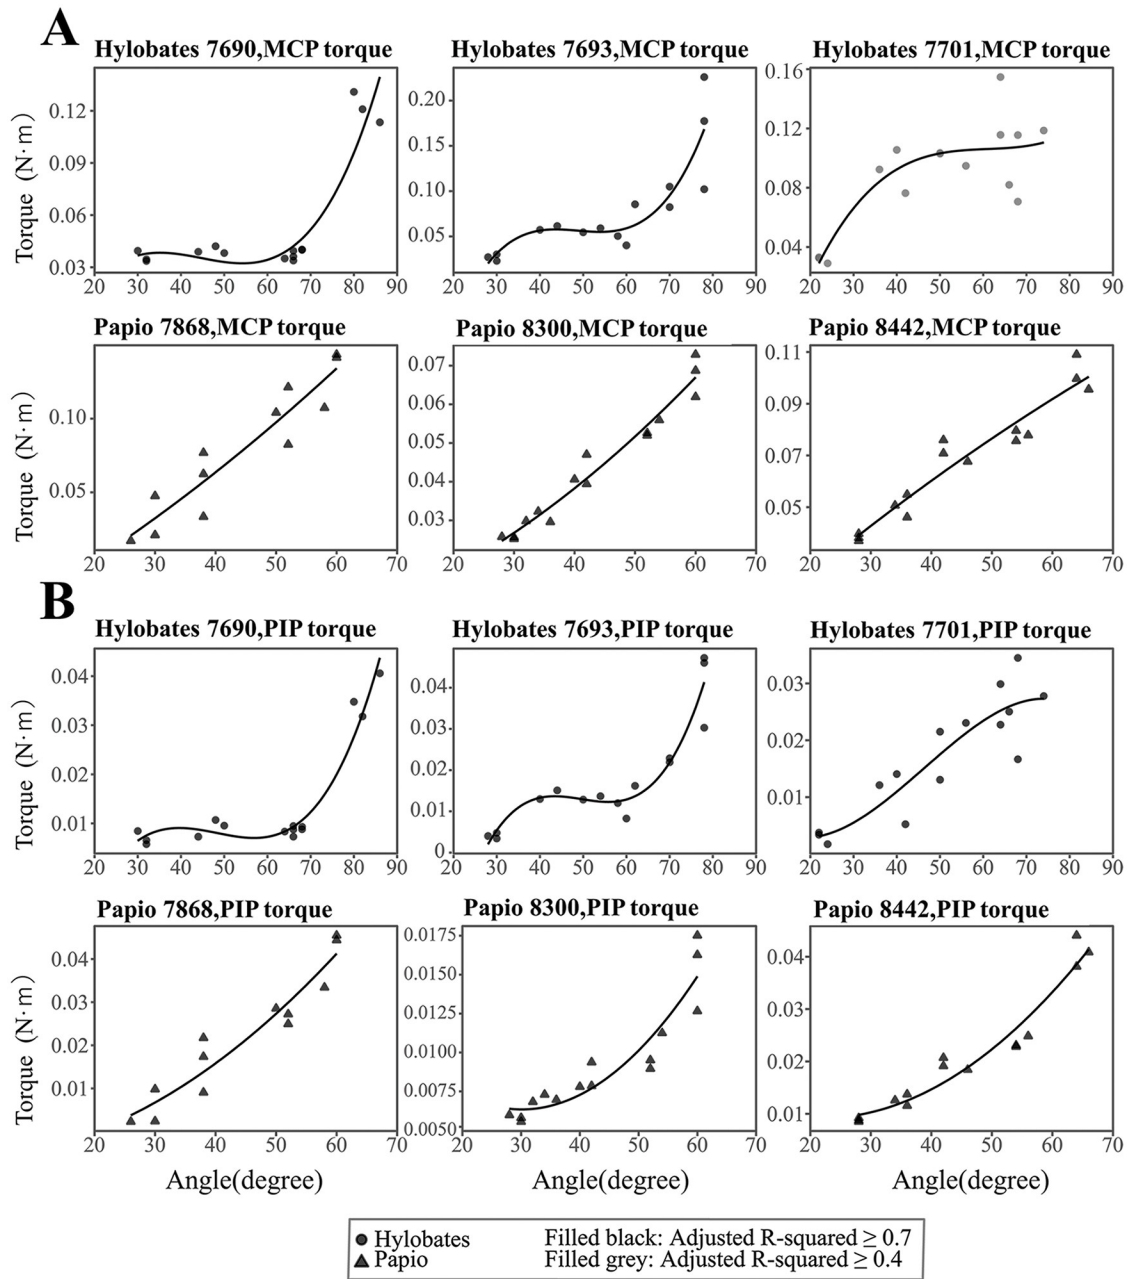 A
Hylobates 7690,MCP torque
Hylobates 7693,MCP torque
Hylobates 7701,MCP torque
Torque (N·m)
0.12
0.09
0.06
0.03
20 30 40 50 60 70 80 90
0.20
0.15
0.10
0.05
20 30 40 50 60 70 80 90
0.16
0.12
0.08
0.04
20 30 40 50 60 70 80 90
Papio 7868,MCP torque
Papio 8300,MCP torque
Papio 8442,MCP torque
Torque (N·m)
0.10
0.05
20 30 40 50 60 70
0.07
0.06
0.05
0.04
0.03
20 30 40 50 60 70
0.11
0.09
0.07
0.05
20 30 40 50 60 70
B
Hylobates 7690,PIP torque
Hylobates 7693,PIP torque
Hylobates 7701,PIP torque
Torque (N·m)
0.04
0.03
0.02
0.01
20 30 40 50 60 70 80 90
0.04
0.03
0.02
0.01
0
20 30 40 50 60 70 80 90
0.03
0.02
0.01
20 30 40 50 60 70 80 90
Papio 7868,PIP torque
Papio 8300,PIP torque
Papio 8442,PIP torque
Torque (N·m)
0.04
0.03
0.02
0.01
20 30 40 50 60 70
0.0175
0.0150
0.0125
0.0100
0.0075
0.0050
20 30 40 50 60 70
0.04
0.03
0.02
0.01
20 30 40 50 60 70
Angle(degree)
Angle(degree)
Angle(degree)
Hylobates Filled black: Adjusted R-squared ≥ 0.7
Papio Filled grey: Adjusted R-squared ≥ 0.4